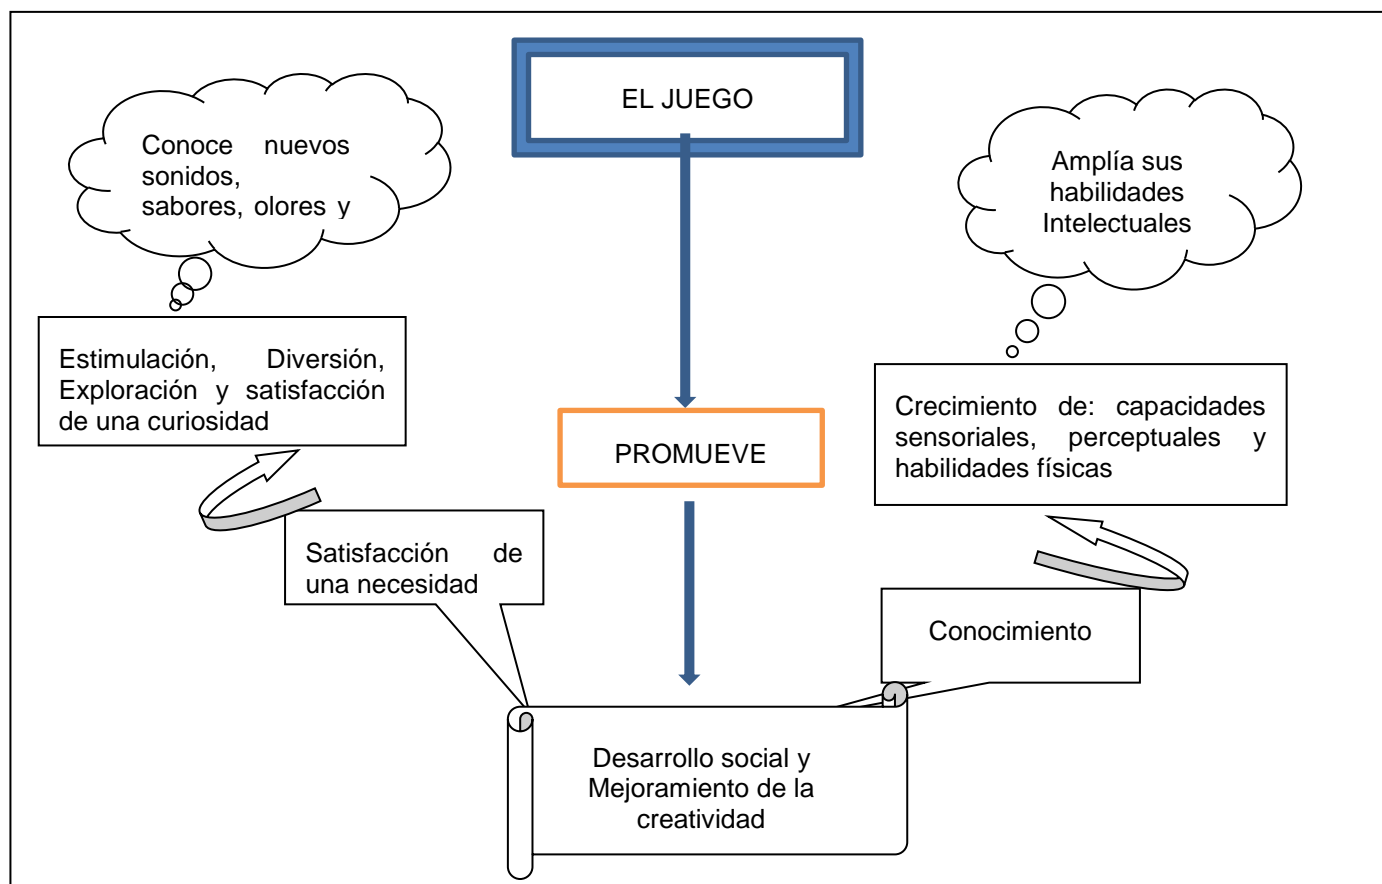 EL JUEGO
Conoce nuevos
sonidos,
sabores, olores y
Amplía sus
habilidades
Intelectuales
Estimulación, Diversión,
Exploración y satisfacción
de una curiosidad
PROMUEVE
Crecimiento de: capacidades
sensoriales, perceptuales y
habilidades físicas
Satisfacción de
una necesidad
Conocimiento
Desarrollo social y
Mejoramiento de la
creatividad